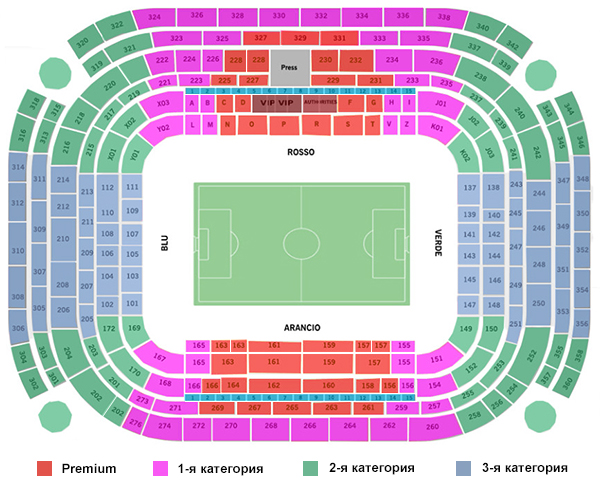 324 326 328 330 332 334 336 338
322 340
320 342
325 327 329 331 333 335
323 337
321
222 224 226 228 228 Press 230 232 234 236
220
221 223 225 227 229 231 233 235
219 237
217
318 315 218 X03 A B C D VIP VIP AUTHORITIES F G H I J01 344
316 313 216 X02 Y02 L M N O P R S T V Z K01 J02 239 240 343 346
215 X01 Y01 ROSSO K02 J03 241 242 345
314 311 214 213 112 111 137 138 243 244 347 348
312 309 212 211 110 109 139 140 245 246 349 350
210 209 108 107 BLU VERDE 141 142 247
310 307 207 106 105 143 144 351 352
308 305 208 205 104 103 145 146 249 248 353 354
306 206 102 101 147 148 251 250 356
172 169 ARANCIO 149 150
304 301 204 203 170 167 165 163 163 161 159 157 157 155 151 252 358
302 201 168 165 163 161 159 157 155 154 254 357 360
202 202 166 166 164 162 160 158 156 156 255 256
273 271 269 267 265 263 261 259 257 258
276 274 272 270 268 266 264 262 260
Premium 1-я категория 2-я категория 3-я категория